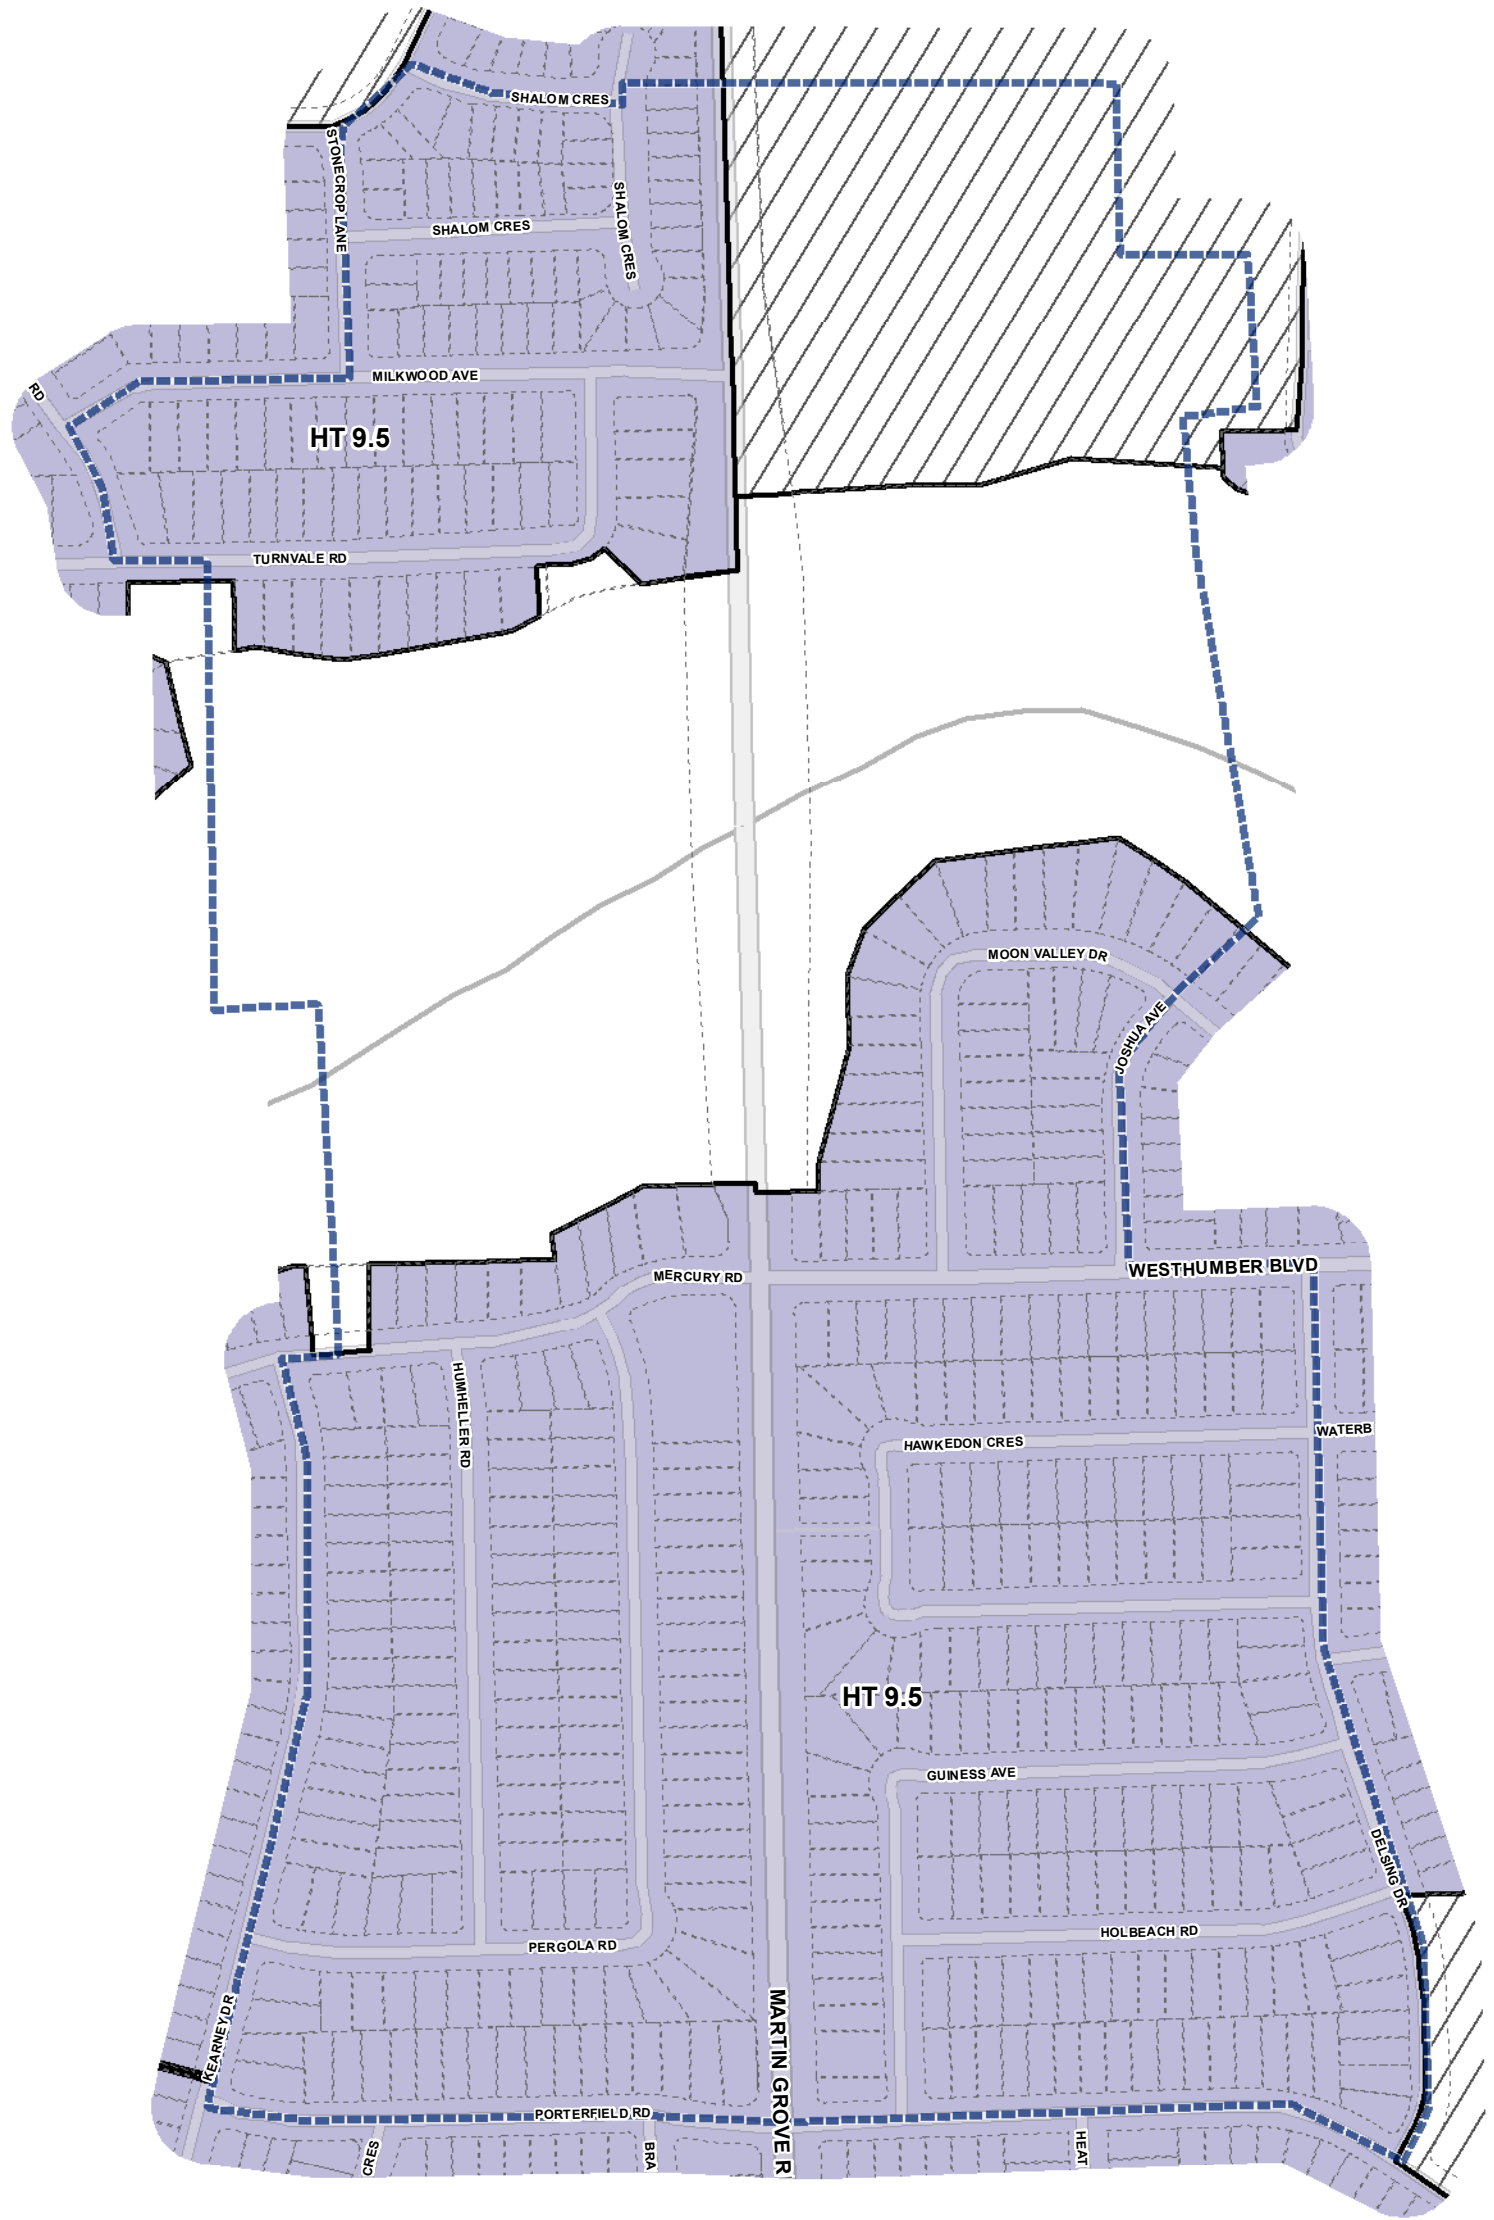 SHALOM CRES
STONECROP LANE
SHALOM CRES
SHALOM CRES
MILKWOOD AVE
RD
HT 9.5
TURNVALE RD
MOON VALLEY DR
JOSHUA AVE
WESTHUMBER BLVD
MERCURY RD
HUMHELLER RD
WATERB
HAWKEDON CRES
HT 9.5
GUINESS AVE
DELSING DR
HOLBEACH RD
PERGOLA RD
KEARNEY DR
MARTIN GROVE R
PORTERFIELD RD
CRES
BRA
HEAT